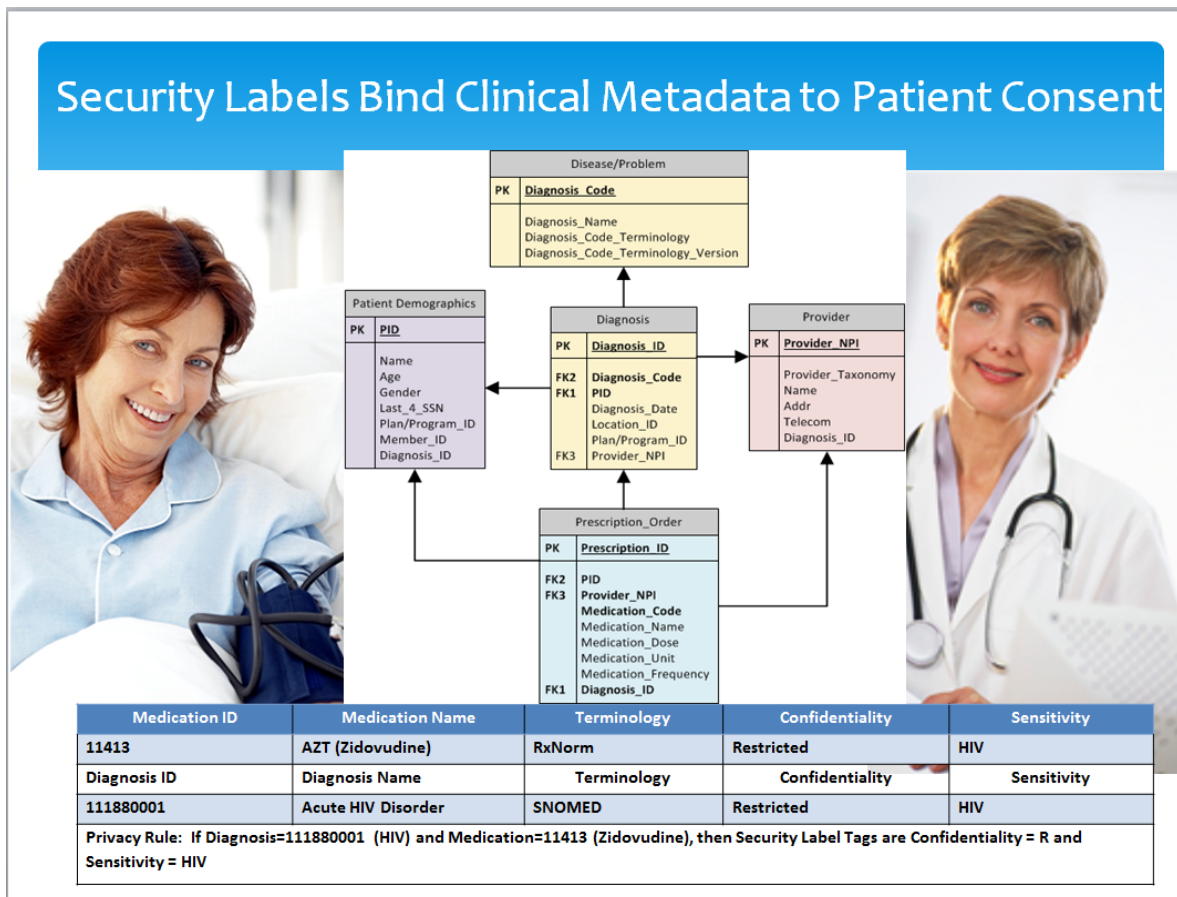 Security Labels Bind Clinical Metadata to Patient Consent
Disease/Problem
PK Diagnosis_Code
Diagnosis_Name
Diagnosis_Code_Terminology
Diagnosis_Code_Terminology_Version
Patient Demographics
PK PID
Name
Age
Gender
Last_4_SSN
Plan/Program_ID
Member_ID
Diagnosis_ID
Diagnosis
PK Diagnosis_ID
FK2 Diagnosis_Code
FK1 PID
Diagnosis_Date
Location_ID
Plan/Program_ID
FK3 Provider_NPI
Provider
PK Provider_NPI
Provider_Taxonomy
Name
Addr
Telecom
Diagnosis_ID
Prescription_Order
PK Prescription_ID
FK2 PID
FK3 Provider_NPI
Medication_Code
Medication_Name
Medication_Dose
Medication_Unit
Medication_Frequency
FK1 Diagnosis_ID
Medication ID Medication Name Terminology Confidentiality Sensitivity
11413 AZT (Zidovudine) RxNorm Restricted HIV
Diagnosis ID Diagnosis Name Terminology Confidentiality Sensitivity
111880001 Acute HIV Disorder SNOMED Restricted HIV
Privacy Rule: If Diagnosis=111880001 (HIV) and Medication=11413 (Zidovudine), then Security Label Tags are Confidentiality = R and
Sensitivity = HIV